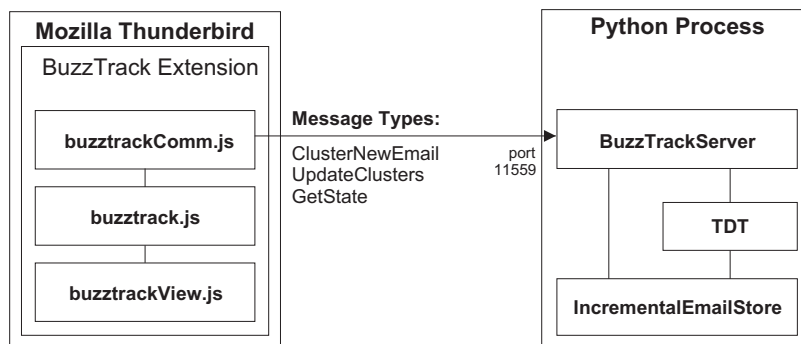 Mozilla Thunderbird
BuzzTrack Extension
buzztrackComm.js
buzztrack.js
buzztrackView.js
Message Types:
ClusterNewEmail
UpdateClusters
GetState
port
11559
Python Process
BuzzTrackServer
TDT
IncrementalEmailStore